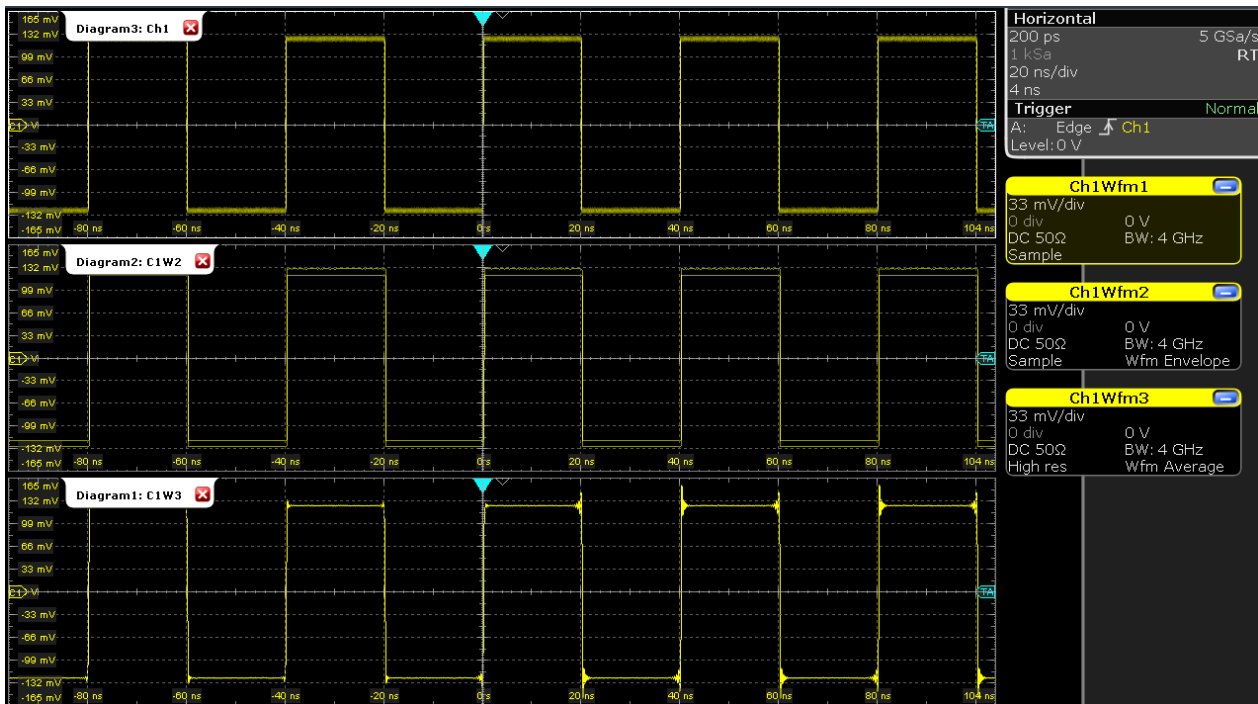 165 mV
Diagram3: Ch1
132 mV
99 mV
66 mV
33 mV
C1 V
TA
-33 mV
-66 mV
-99 mV
-132 mV
-165 mV
-80 ns -60 ns -40 ns -20 ns 0 s 20 ns 40 ns 60 ns 80 ns 104 ns
165 mV
Diagram2: C1W2
132 mV
99 mV
66 mV
33 mV
C1 V
TA
-33 mV
-66 mV
-99 mV
-132 mV
-165 mV
-80 ns -60 ns -40 ns -20 ns 0 s 20 ns 40 ns 60 ns 80 ns 104 ns
165 mV
Diagram1: C1W3
132 mV
99 mV
66 mV
33 mV
C1 V
TA
-33 mV
-66 mV
-99 mV
-132 mV
-165 mV
-80 ns -60 ns -40 ns -20 ns 0 s 20 ns 40 ns 60 ns 80 ns 104 ns
Horizontal
200 ps 5 GSa/s
1 kSa RT
20 ns/div
4 ns
Trigger Normal
A: Edge Ch1
Level: 0 V
Ch1Wfm1
33 mV/div
0 div 0 V
DC 50Ω BW: 4 GHz
Sample
Ch1Wfm2
33 mV/div
0 div 0 V
DC 50Ω BW: 4 GHz
Sample Wfm Envelope
Ch1Wfm3
33 mV/div
0 div 0 V
DC 50Ω BW: 4 GHz
High res Wfm Average